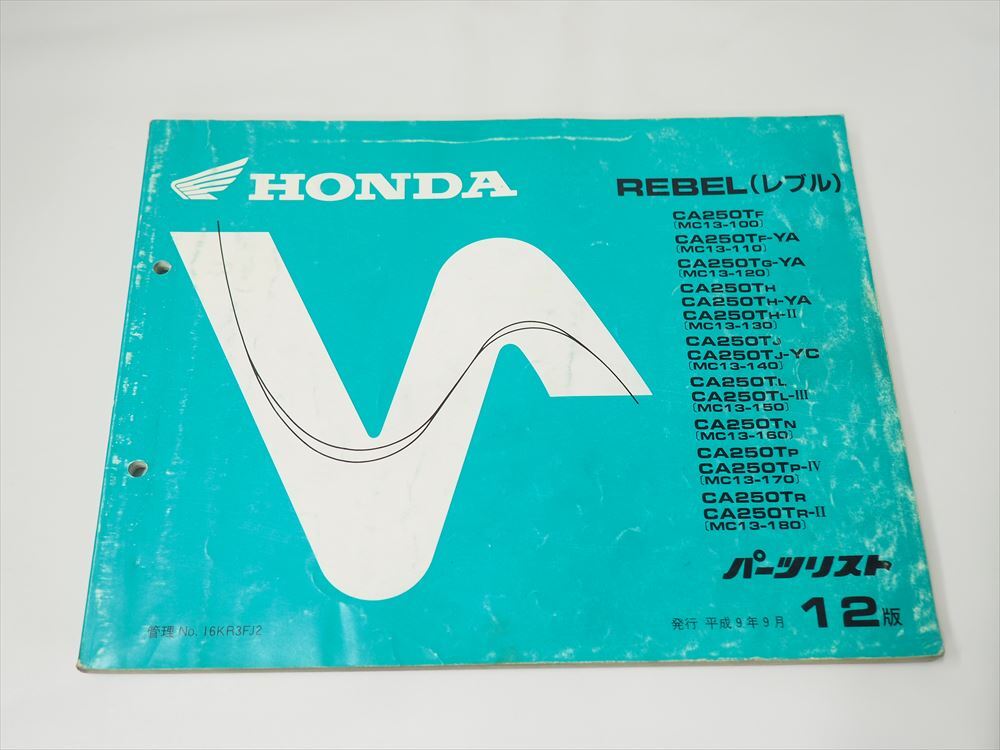 HONDA
REBEL(レブル)
CA250TF
(MC13-100)
CA250TF-YA
(MC13-110)
CA250TG-YA
(MC13-120)
CA250TH
CA250TH-YA
CA250TH-II
(MC13-130)
CA250TJ
CA250TJ-YC
(MC13-140)
CA250TL
CA250TL-III
(MC13-150)
CA250TN
(MC13-160)
CA250TP
CA250TP-IV
(MC13-170)
CA250TR
CA250TR-II
(MC13-180)
パーツリスト
管理 No. 16KR3FJ2
発行 平成9年9月 12版